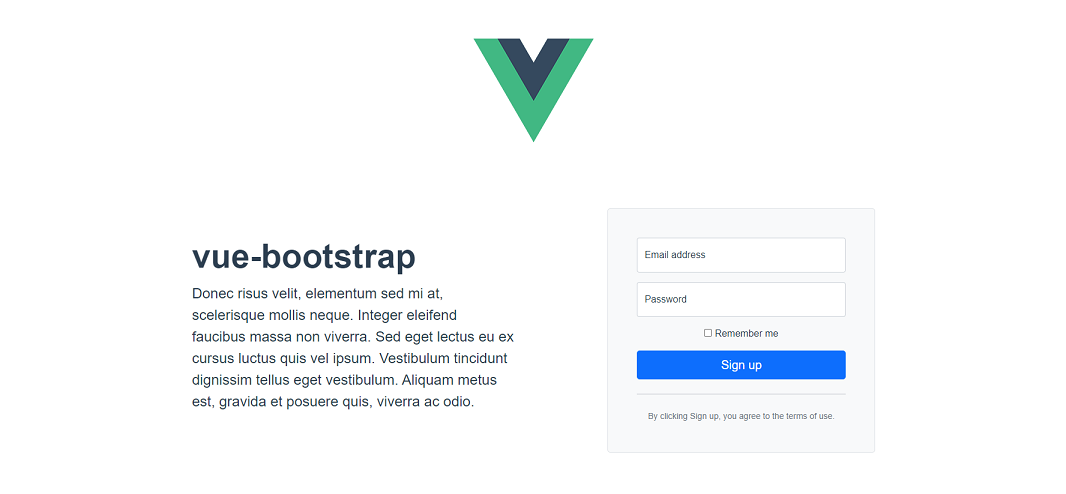 vue-bootstrap
Donec risus velit, elementum sed mi at,
scelerisque mollis neque. Integer eleifend
faucibus massa non viverra. Sed eget lectus eu ex
cursus luctus quis vel ipsum. Vestibulum tincidunt
dignissim tellus eget vestibulum. Aliquam metus
est, gravida et posuere quis, viverra ac odio.
Email address
Password
Remember me
Sign up
By clicking Sign up, you agree to the terms of use.